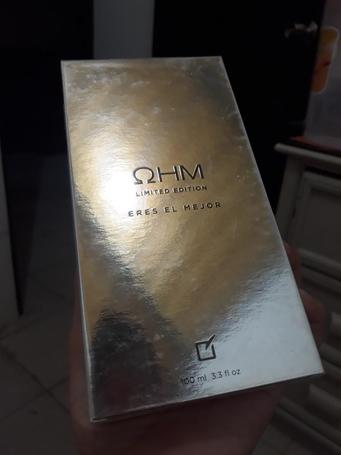 ΩHM
LIMITED EDITION
ERES EL MEJOR
100 ml 3.3 fl oz